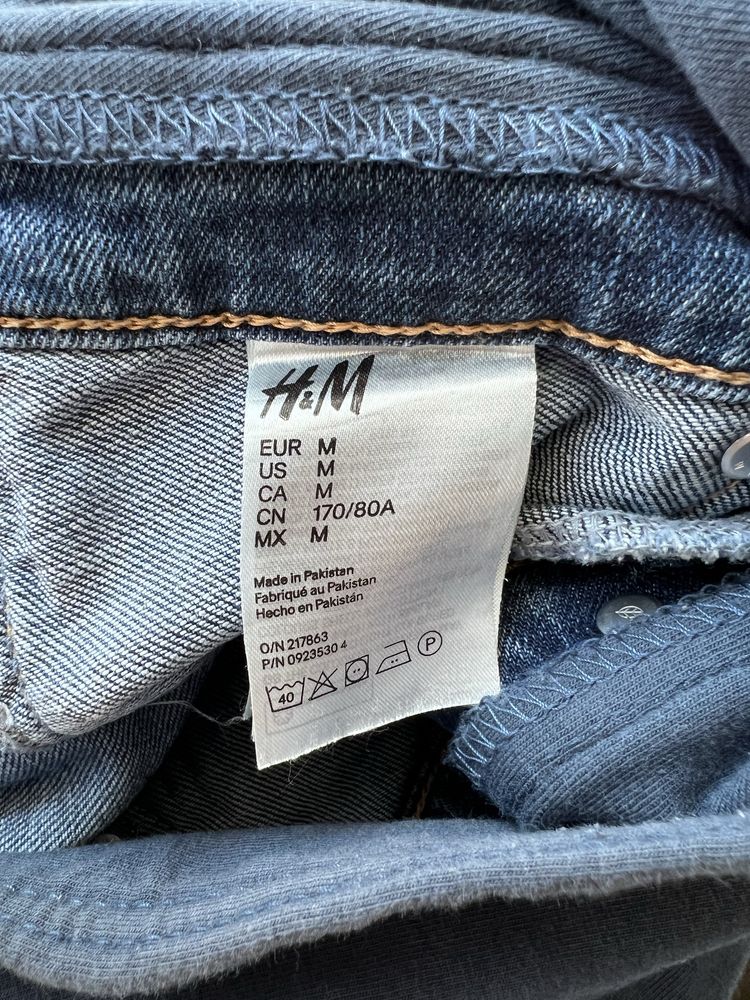 H&M
EUR M
US M
CA M
CN 170/80A
MX M
Made in Pakistan
Fabriqué au Pakistan
Hecho en Pakistán
O/N 217863
P/N 0923530 4
40 P